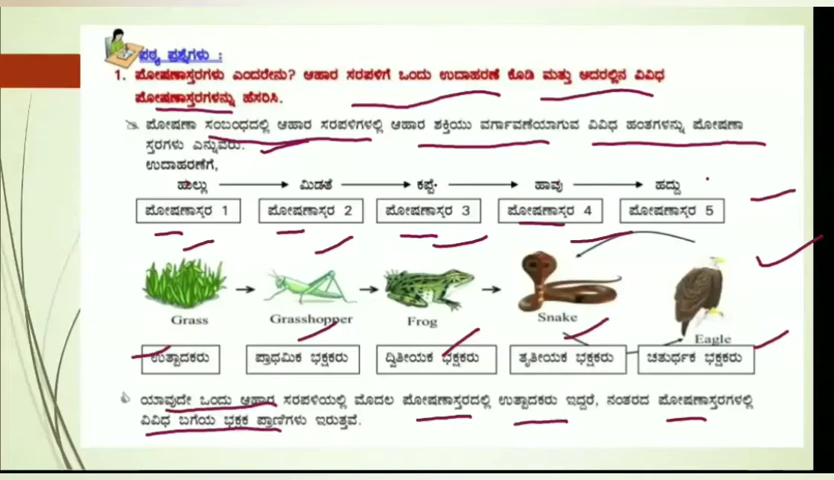 ಪಠ್ಯ ಪ್ರಶ್ನೆಗಳು :
1. ಪೋಷಣಾಸ್ತರಗಳು ಎಂದರೇನು? ಆಹಾರ ಸರಪಳಿಗೆ ಒಂದು ಉದಾಹರಣೆ ಕೊಡಿ ಮತ್ತು ಅದರಲ್ಲಿನ ವಿವಿಧ
ಪೋಷಣಾಸ್ತರಗಳನ್ನು ಹೆಸರಿಸಿ.
ಪೋಷಣಾ ಸಂಬಂಧದಲ್ಲಿ ಆಹಾರ ಸರಪಳಿಗಳಲ್ಲಿ ಆಹಾರ ಶಕ್ತಿಯು ವರ್ಗಾವಣೆಯಾಗುವ ವಿವಿಧ ಹಂತಗಳನ್ನು ಪೋಷಣಾ
ಸ್ತರಗಳು ಎನ್ನುವರು.
ಉದಾಹರಣೆಗೆ,
ಹುಲ್ಲು ಮಿಡತೆ ಕಪ್ಪೆ ಹಾವು ಹದ್ದು
ಪೋಷಣಾಸ್ತರ 1 ಪೋಷಣಾಸ್ತರ 2 ಪೋಷಣಾಸ್ತರ 3 ಪೋಷಣಾಸ್ತರ 4 ಪೋಷಣಾಸ್ತರ 5
Grass Grasshopper Frog Snake Eagle
ಉತ್ಪಾದಕರು ಪ್ರಾಥಮಿಕ ಭಕ್ಷಕರು ದ್ವಿತೀಯಕ ಭಕ್ಷಕರು ತೃತೀಯಕ ಭಕ್ಷಕರು ಚತುರ್ಥಕ ಭಕ್ಷಕರು
ಯಾವುದೇ ಒಂದು ಆಹಾರ ಸರಪಳಿಯಲ್ಲಿ ಮೊದಲ ಪೋಷಣಾಸ್ತರದಲ್ಲಿ ಉತ್ಪಾದಕರು ಇದ್ದರೆ, ನಂತರದ ಪೋಷಣಾಸ್ತರಗಳಲ್ಲಿ
ವಿವಿಧ ಬಗೆಯ ಭಕ್ಷಕ ಪ್ರಾಣಿಗಳು ಇರುತ್ತವೆ.